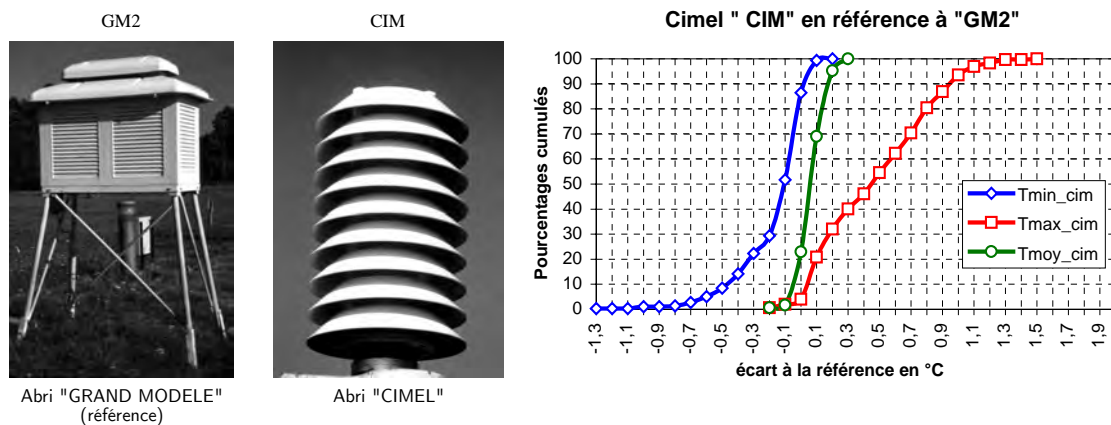 GM2
CIM
Abri "GRAND MODELE"
(référence)
Abri "CIMEL"
Cimel " CIM" en référence à "GM2"
Pourcentages cumulés
100
90
80
70
60
50
40
30
20
10
0
Tmin_cim
Tmax_cim
Tmoy_cim
-1,3
-1,1
-0,9
-0,7
-0,5
-0,3
-0,1
0,1
0,3
0,5
0,7
0,9
1,1
1,3
1,5
1,7
1,9
écart à la référence en °C